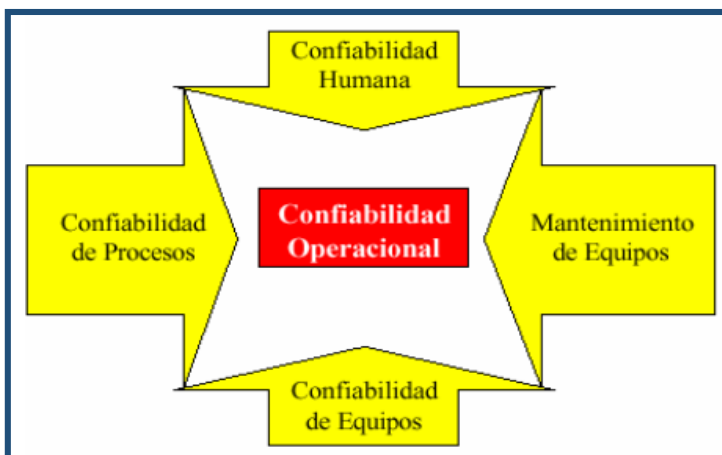 Confiabilidad
Humana
Confiabilidad
de Procesos
Confiabilidad
Operacional
Mantenimiento
de Equipos
Confiabilidad
de Equipos